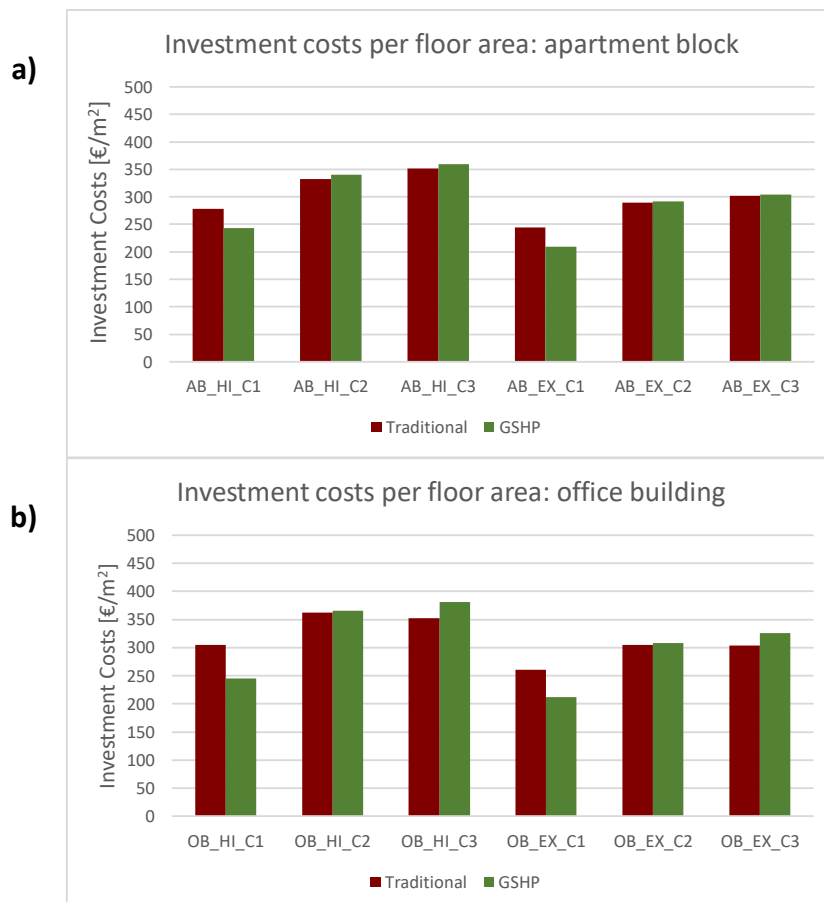 a)
Investment costs per floor area: apartment block
Investment Costs [€/m²]
500
450
400
350
300
250
200
150
100
50
0
AB_HI_C1 AB_HI_C2 AB_HI_C3 AB_EX_C1 AB_EX_C2 AB_EX_C3
Traditional GSHP
b)
Investment costs per floor area: office building
Investment Costs [€/m²]
500
450
400
350
300
250
200
150
100
50
0
OB_HI_C1 OB_HI_C2 OB_HI_C3 OB_EX_C1 OB_EX_C2 OB_EX_C3
Traditional GSHP